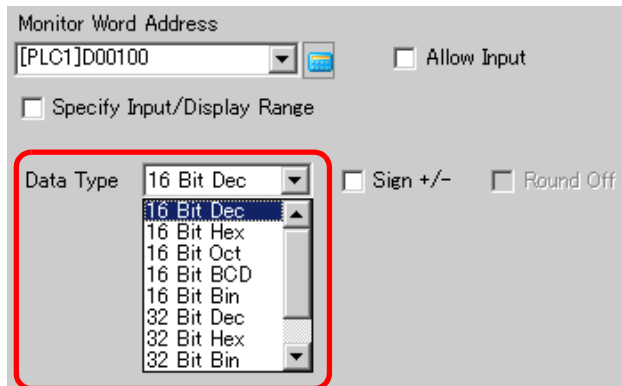 Monitor Word Address
[PLC1]D00100
Allow Input
Specify Input/Display Range
Data Type 16 Bit Dec Sign +/- Round Off
16 Bit Dec
16 Bit Hex
16 Bit Oct
16 Bit BCD
16 Bit Bin
32 Bit Dec
32 Bit Hex
32 Bit Bin